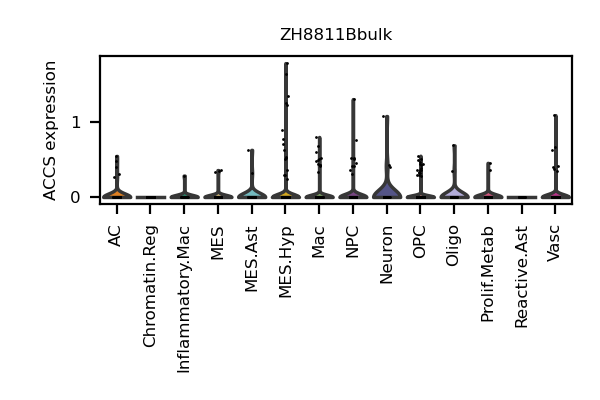 ZH8811Bbulk
ACCS expression
1
0
AC
Chromatin.Reg
Inflammatory.Mac
MES
MES.Ast
MES.Hyp
Mac
NPC
Neuron
OPC
Oligo
Prolif.Metab
Reactive.Ast
Vasc